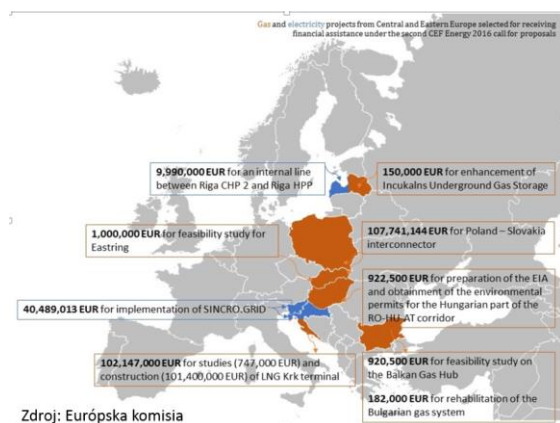 Gas and electricity projects from Central and Eastern Europe selected for receiving
financial assistance under the second CEF Energy 2016 call for proposals
9,990,000 EUR for an internal line
between Riga CHP 2 and Riga HPP
150,000 EUR for enhancement of
Incukalns Underground Gas Storage
1,000,000 EUR for feasibility study for
Eastring
107,741,144 EUR for Poland – Slovakia
interconnector
922,500 EUR for preparation of the EIA
and obtainment of the environmental
permits for the Hungarian part of the
RO-HU-AT corridor
40,489,013 EUR for implementation of SINCRO.GRID
102,147,000 EUR for studies (747,000 EUR) and
construction (101,400,000 EUR) of LNG Krk terminal
920,500 EUR for feasibility study on
the Balkan Gas Hub
182,000 EUR for rehabilitation of the
Bulgarian gas system
Zdroj: Európska komisia